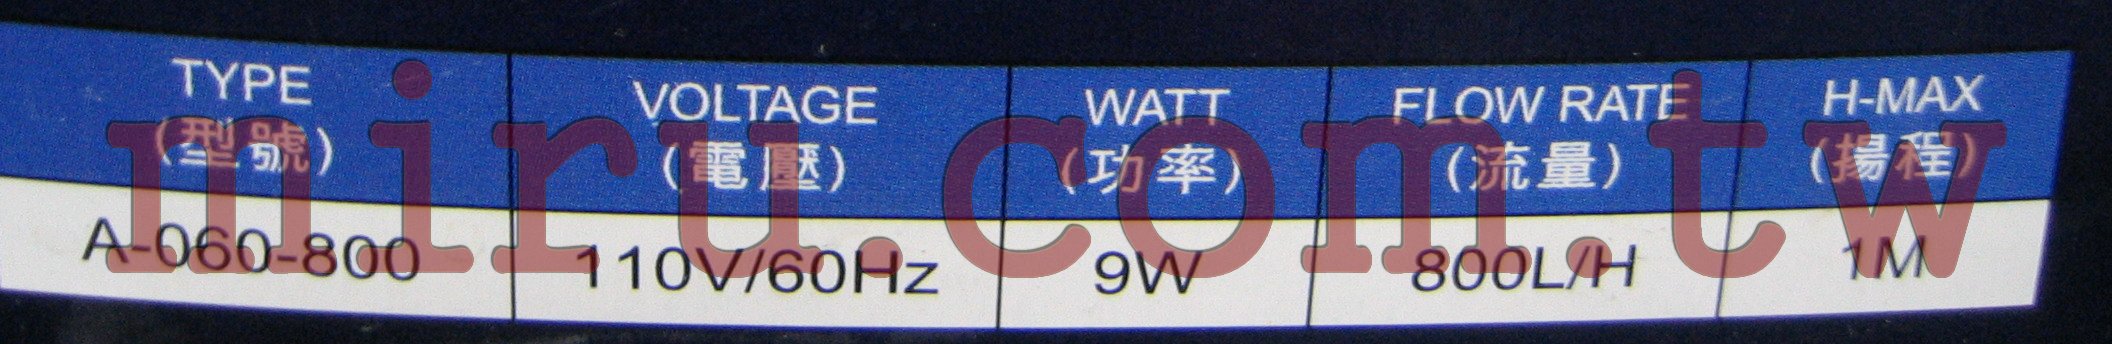 TYPE VOLTAGE WATT FLOW RATE H-MAX
(型號) (電壓) (功率) (流量) (揚程)
A-060-800 110V/60Hz 9W 800L/H 1M
miru.com.tw